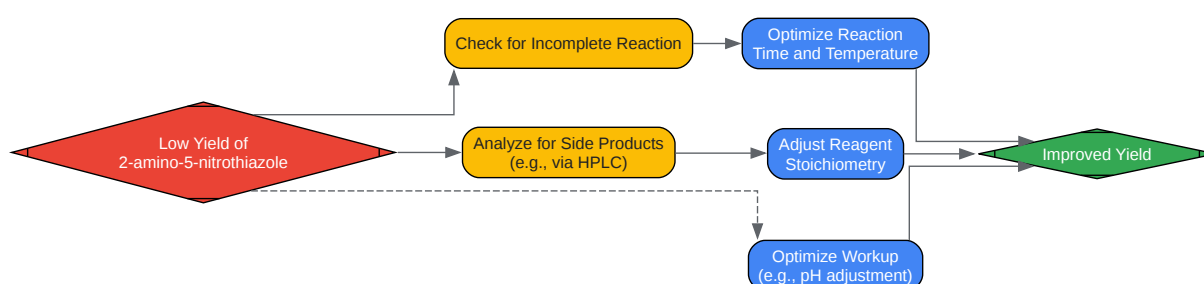 Low Yield of
2-amino-5-nitrothiazole
Check for Incomplete Reaction
Optimize Reaction
Time and Temperature
Analyze for Side Products
(e.g., via HPLC)
Adjust Reagent
Stoichiometry
Optimize Workup
(e.g., pH adjustment)
Improved Yield